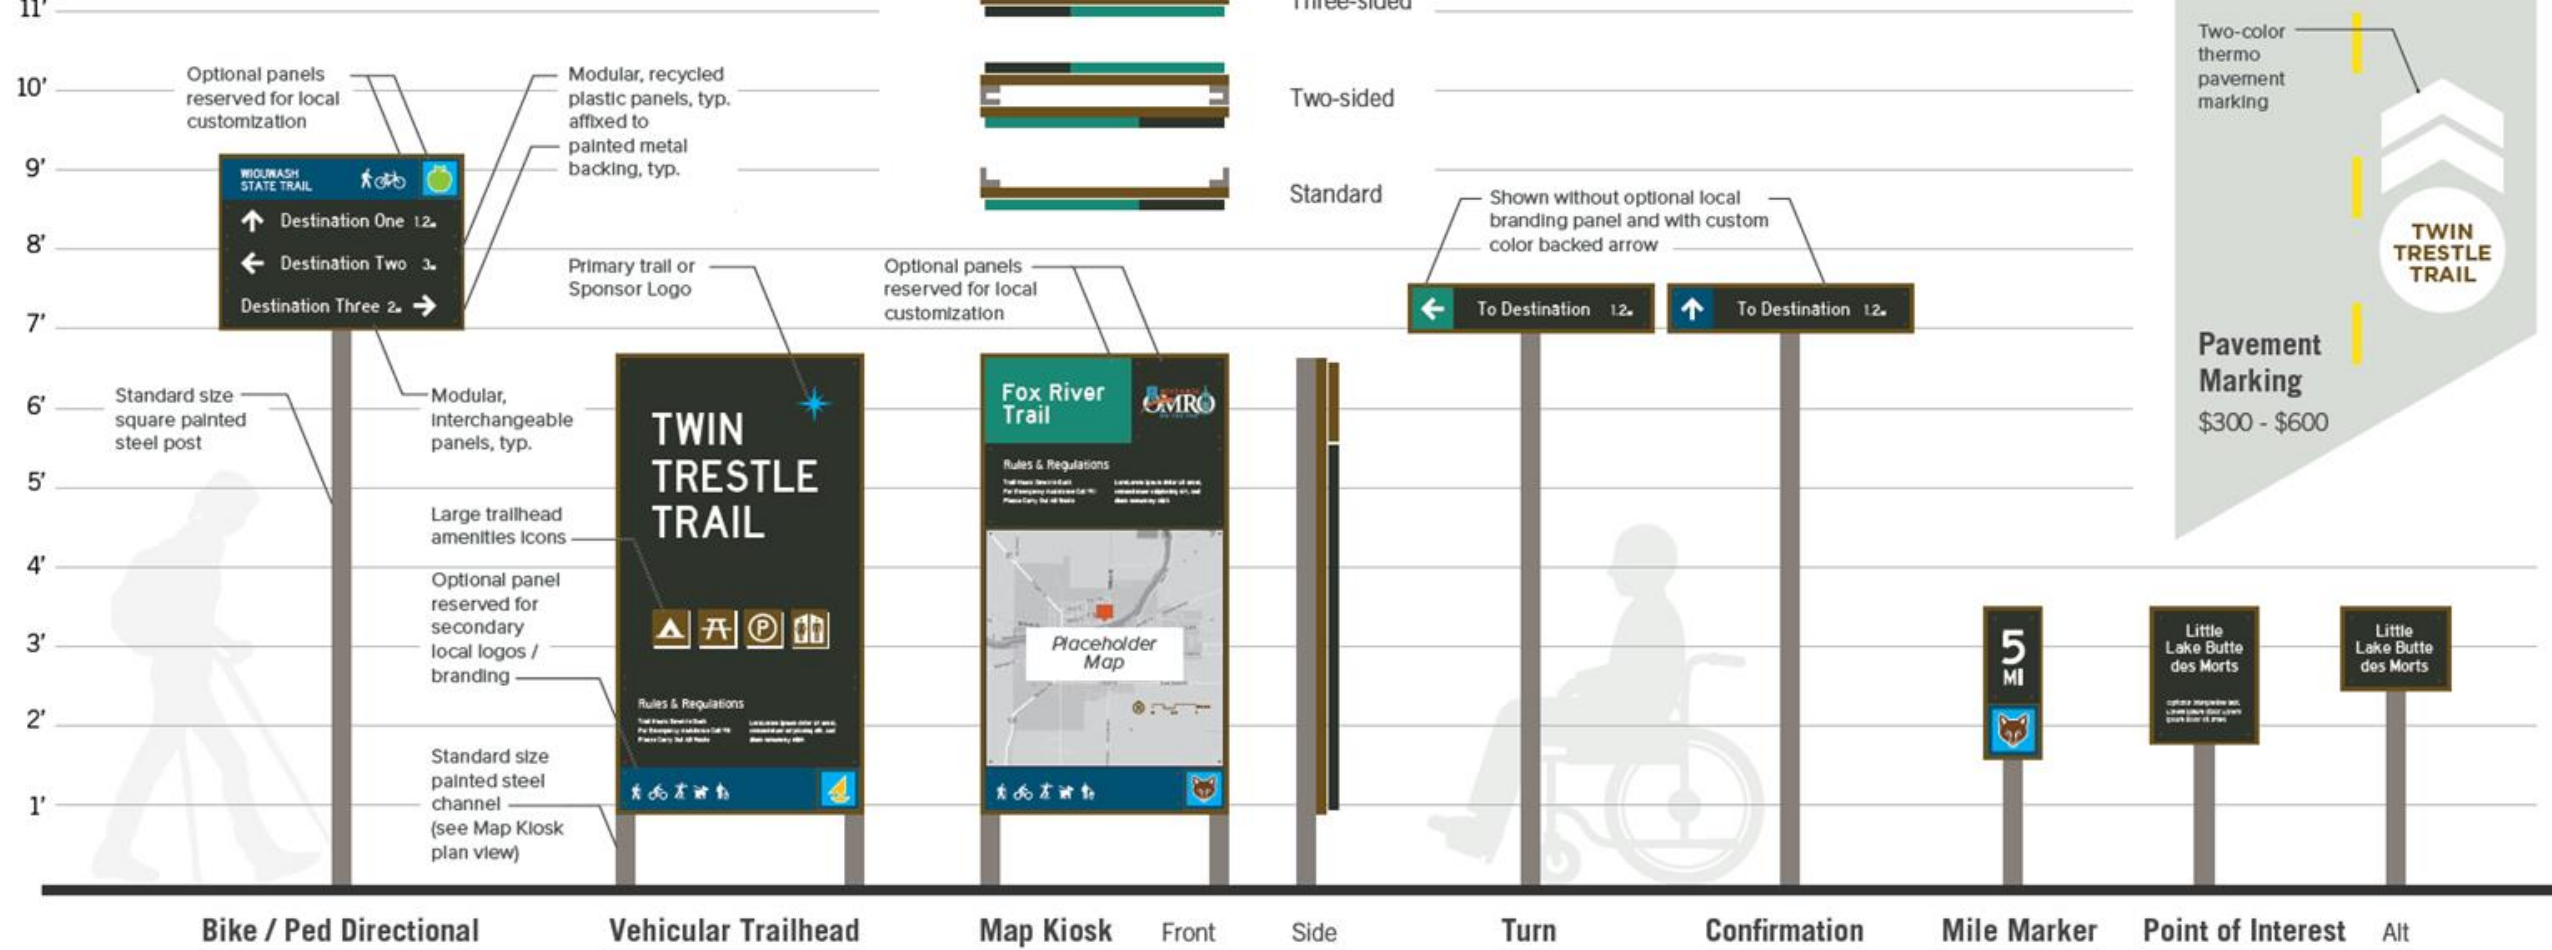 11'
Three-sided
10'
Optional panels
reserved for local
customization
Modular, recycled
plastic panels, typ.
affixed to
painted metal
backing, typ.
Two-sided
Two-color
thermo
pavement
marking
9'
WIOUWASH
STATE TRAIL
Destination One 1.2
Destination Two 3
Destination Three 2
Standard
Shown without optional local
branding panel and with custom
color backed arrow
TWIN
TRESTLE
TRAIL
8'
Primary trail or
Sponsor Logo
Optional panels
reserved for local
customization
To Destination 1.2
To Destination 1.2
7'
Pavement
Marking
$300 - $600
6'
Standard size
square painted
steel post
Modular,
interchangeable
panels, typ.
TWIN
TRESTLE
TRAIL
Fox River
Trail
OMRO
Rules & Regulations
5'
Large trailhead
amenities icons
4'
Optional panel
reserved for
secondary
local logos /
branding
P
Placeholder
Map
5
MI
Little
Lake Butte
des Morts
Little
Lake Butte
des Morts
3'
Rules & Regulations
2'
Standard size
painted steel
channel
(see Map Kiosk
plan view)
1'
Bike / Ped Directional
Vehicular Trailhead
Map Kiosk Front
Side
Turn
Confirmation
Mile Marker
Point of Interest Alt